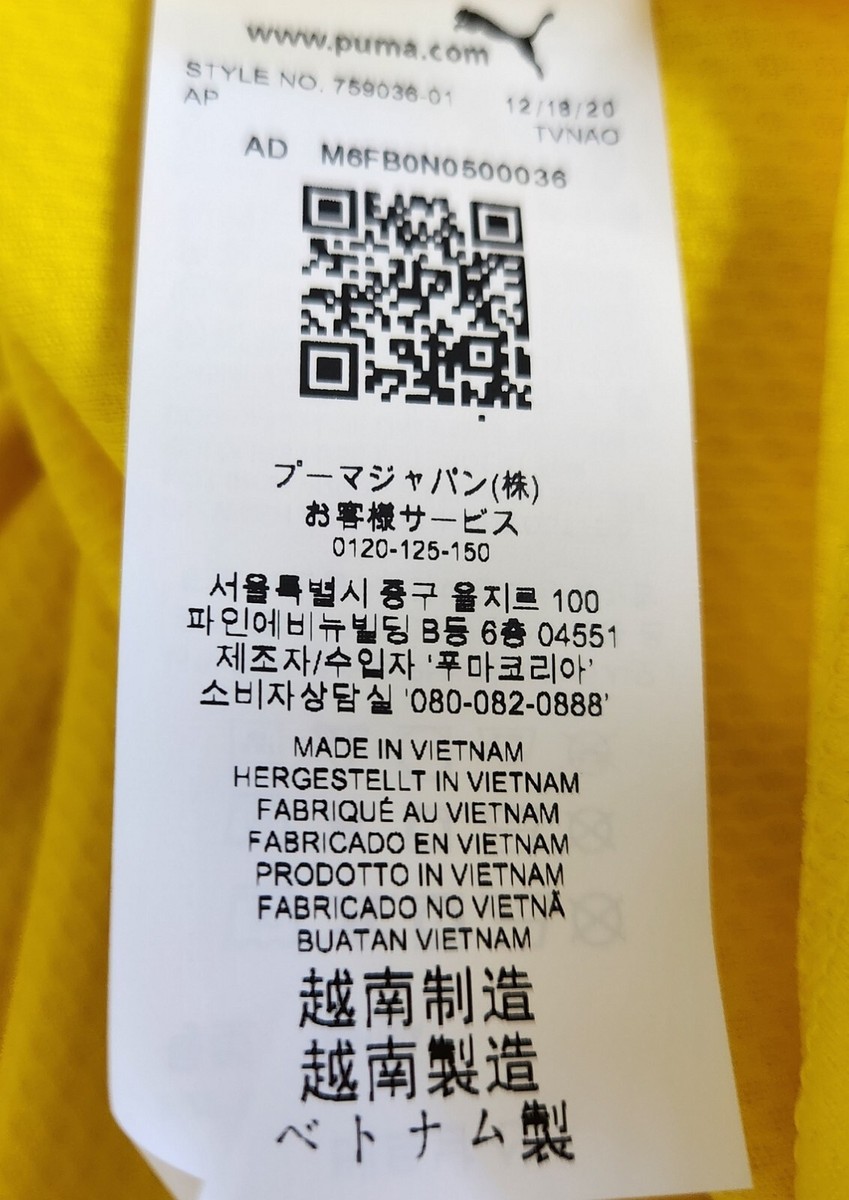 www.puma.com
STYLE NO. 759036-01 12/18/20
AP TVNAO
AD M6FB0N0500036
プーマジャパン(株)
お客様サービス
0120-125-150
서울특별시 중구 을지로 100
파인에비뉴빌딩 B동 6층 04551
제조자/수입자 '푸마코리아'
소비자상담실 '080-082-0888'
MADE IN VIETNAM
HERGESTELLT IN VIETNAM
FABRIQUÉ AU VIETNAM
FABRICADO EN VIETNAM
PRODOTTO IN VIETNAM
FABRICADO NO VIETNÃ
BUATAN VIETNAM
越南制造
越南製造
ベトナム製